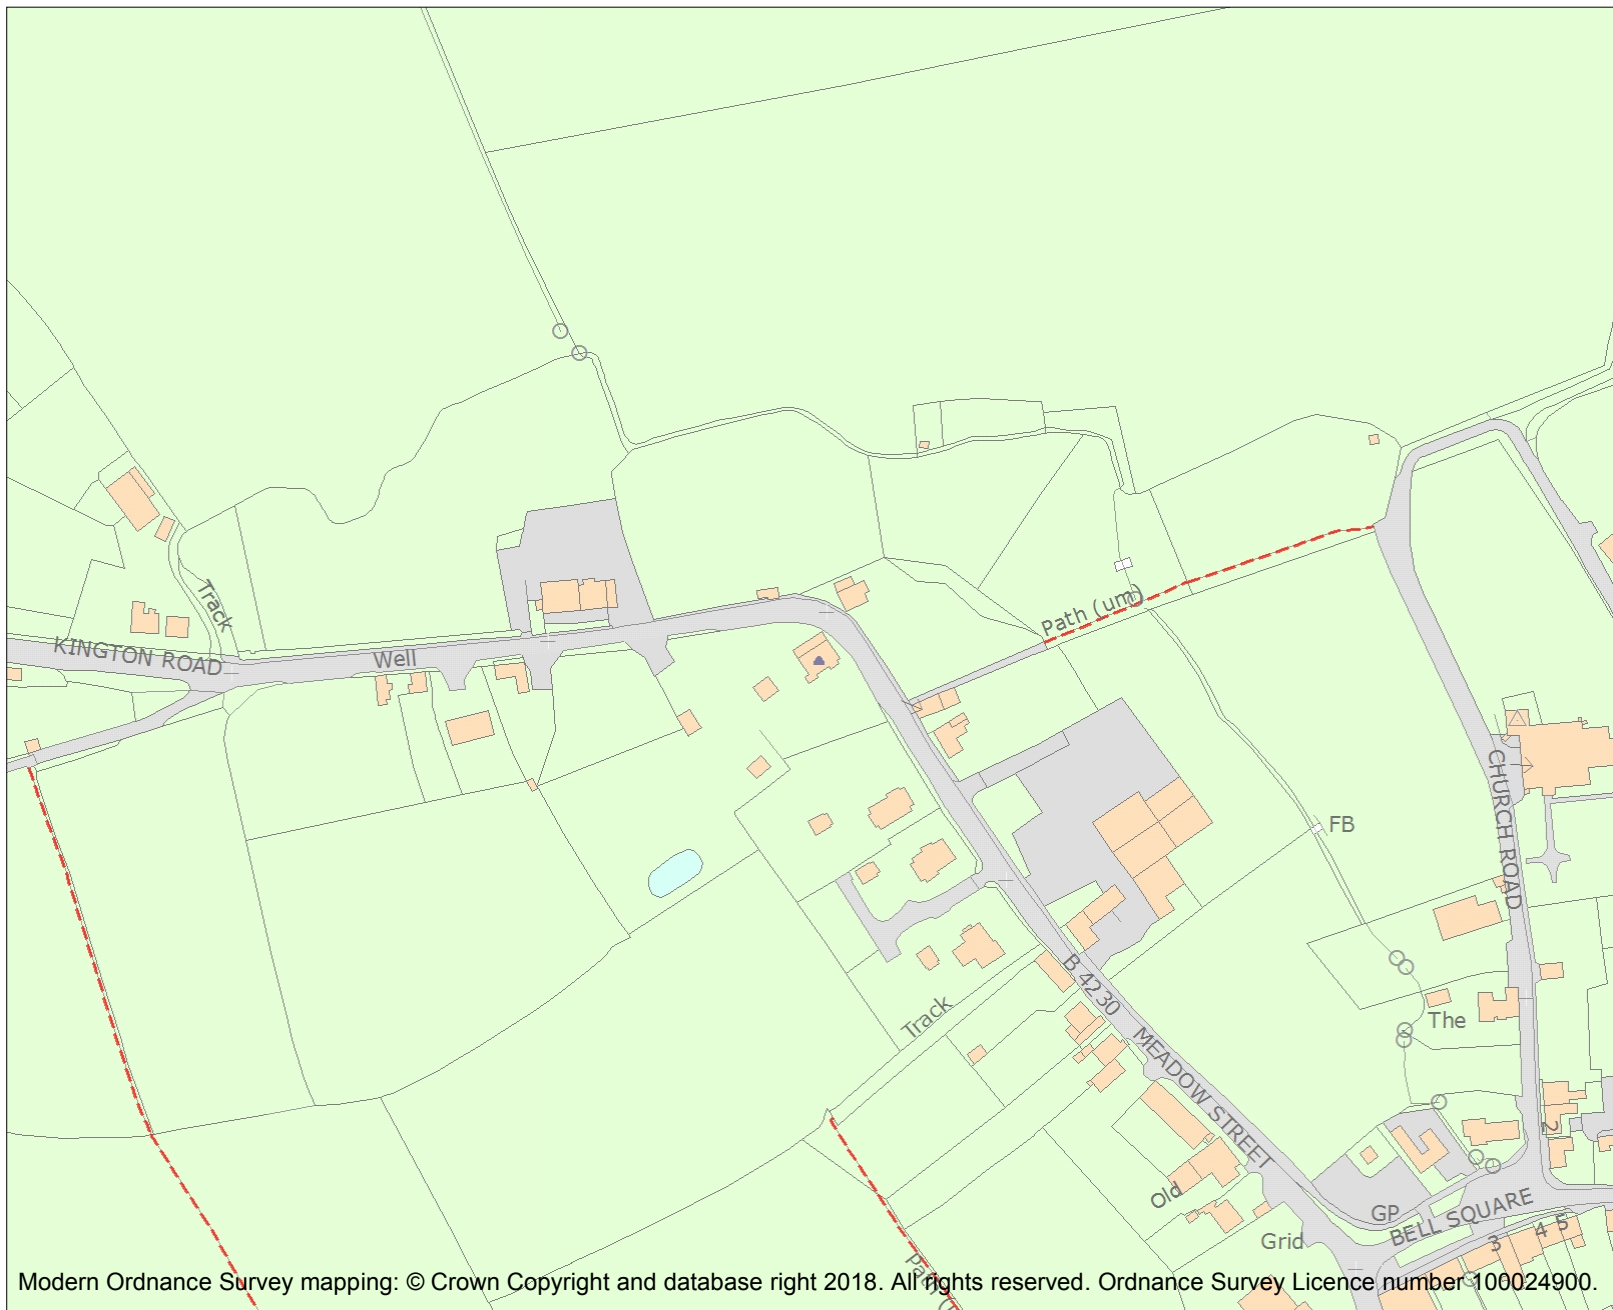 Track
Path (um)
KINGTON ROAD
Well
CHURCH ROAD
FB
B 4230
Track
The
MEADOW STREET
2
Old
GP
BELL SQUARE
Grid
3
4
5
Path (
Modern Ordnance Survey mapping: © Crown Copyright and database right 2018. All rights reserved. Ordnance Survey Licence number 100024900.